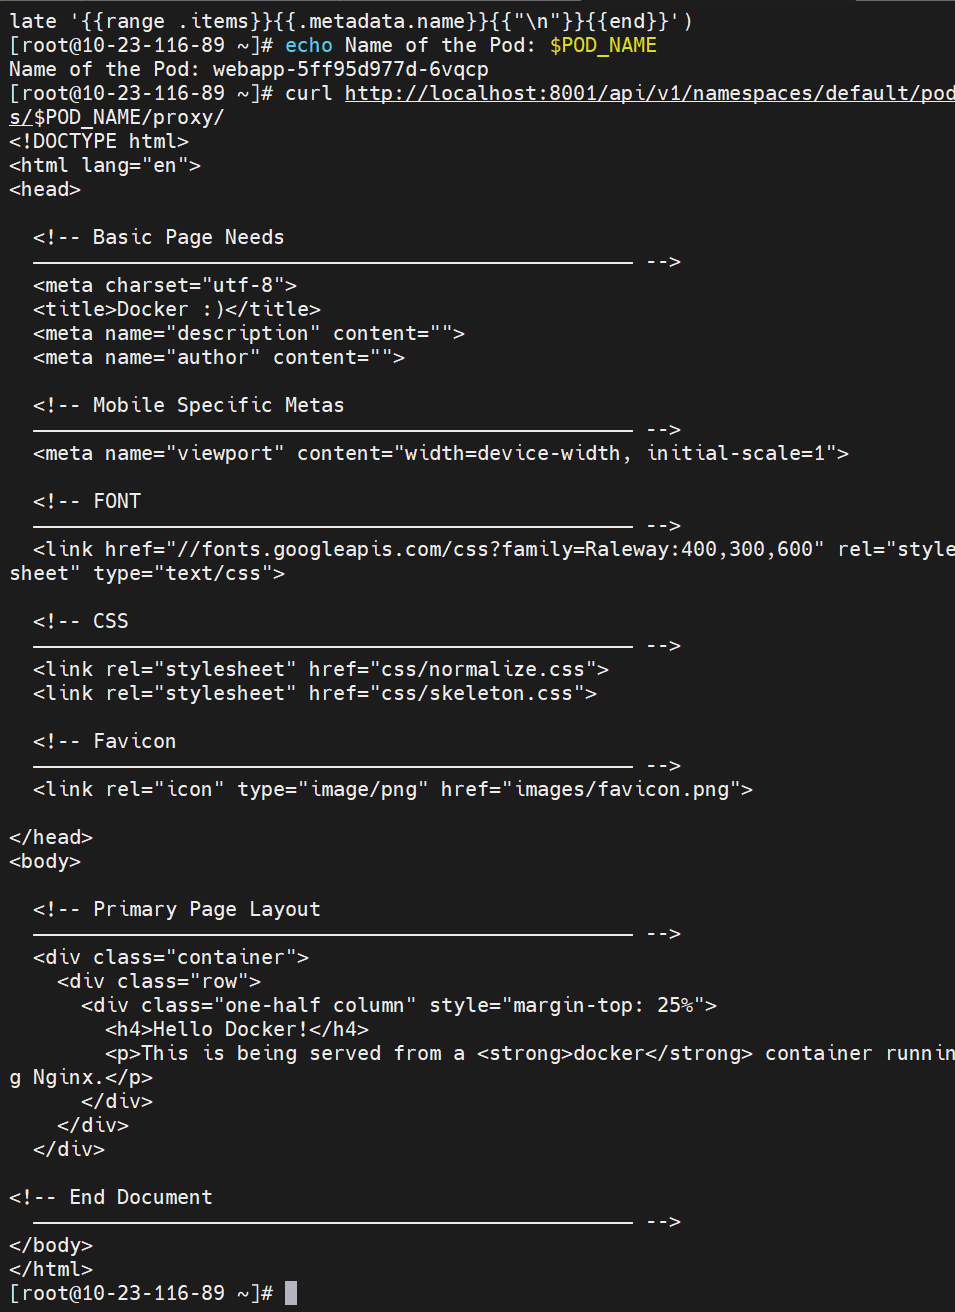 late '{{range .items}}{{.metadata.name}}{{"\n"}}{{end}}')
[root@10-23-116-89 ~]# echo Name of the Pod: $POD_NAME
Name of the Pod: webapp-5ff95d977d-6vqcp
[root@10-23-116-89 ~]# curl http://localhost:8001/api/v1/namespaces/default/pod
s/$POD_NAME/proxy/
<!DOCTYPE html>
<html lang="en">
<head>

  <!-- Basic Page Needs
  –––––––––––––––––––––––––––––––––––––––––––––––––– -->
  <meta charset="utf-8">
  <title>Docker :)</title>
  <meta name="description" content="">
  <meta name="author" content="">

  <!-- Mobile Specific Metas
  –––––––––––––––––––––––––––––––––––––––––––––––––– -->
  <meta name="viewport" content="width=device-width, initial-scale=1">

  <!-- FONT
  –––––––––––––––––––––––––––––––––––––––––––––––––– -->
  <link href="//fonts.googleapis.com/css?family=Raleway:400,300,600" rel="style
sheet" type="text/css">

  <!-- CSS
  –––––––––––––––––––––––––––––––––––––––––––––––––– -->
  <link rel="stylesheet" href="css/normalize.css">
  <link rel="stylesheet" href="css/skeleton.css">

  <!-- Favicon
  –––––––––––––––––––––––––––––––––––––––––––––––––– -->
  <link rel="icon" type="image/png" href="images/favicon.png">

</head>
<body>

  <!-- Primary Page Layout
  –––––––––––––––––––––––––––––––––––––––––––––––––– -->
  <div class="container">
    <div class="row">
      <div class="one-half column" style="margin-top: 25%">
        <h4>Hello Docker!</h4>
        <p>This is being served from a <strong>docker</strong> container runnin
g Nginx.</p>
      </div>
    </div>
  </div>

<!-- End Document
  –––––––––––––––––––––––––––––––––––––––––––––––––– -->
</body>
</html>
[root@10-23-116-89 ~]#